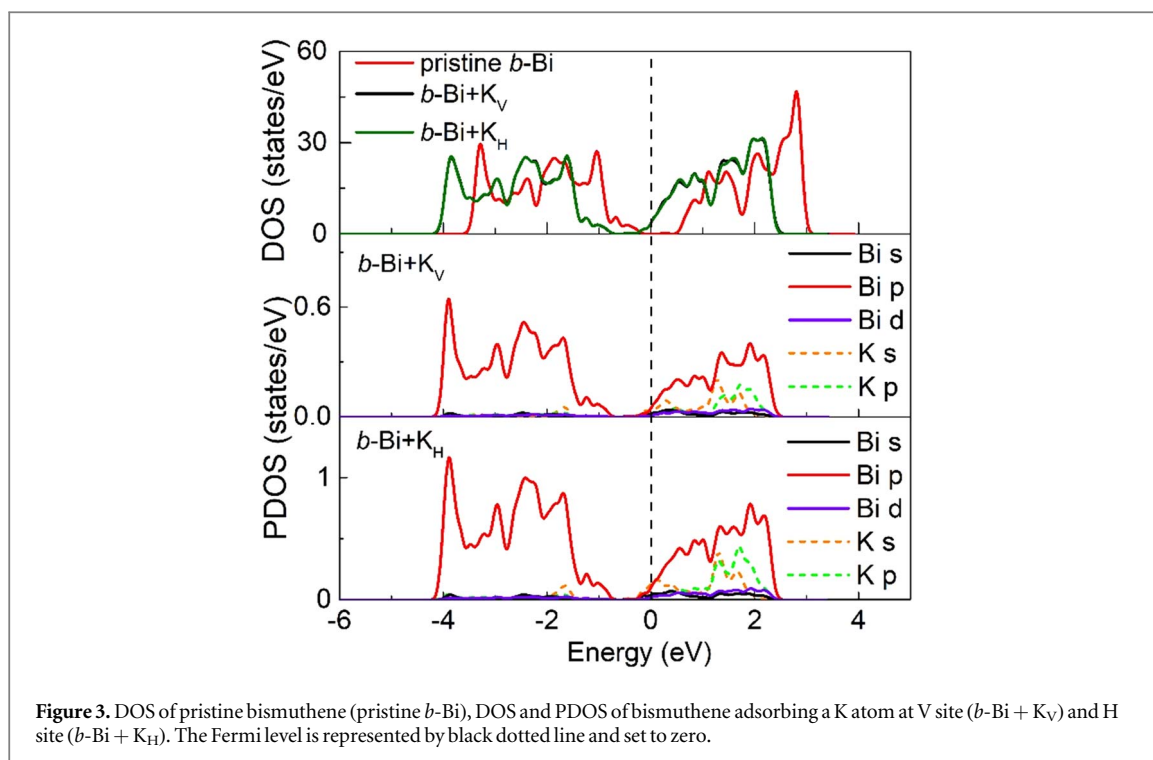 60
30
0
DOS (states/eV)
pristine b-Bi
b-Bi+K_V
b-Bi+K_H
b-Bi+K_V
0.6
0.0
PDOS (states/eV)
Bi s
Bi p
Bi d
K s
K p
b-Bi+K_H
1
0
Bi s
Bi p
Bi d
K s
K p
-6 -4 -2 0 2 4
Energy (eV)
Figure 3. DOS of pristine bismuthene (pristine b-Bi), DOS and PDOS of bismuthene adsorbing a K atom at V site (b-Bi + K_V) and H
site (b-Bi + K_H). The Fermi level is represented by black dotted line and set to zero.